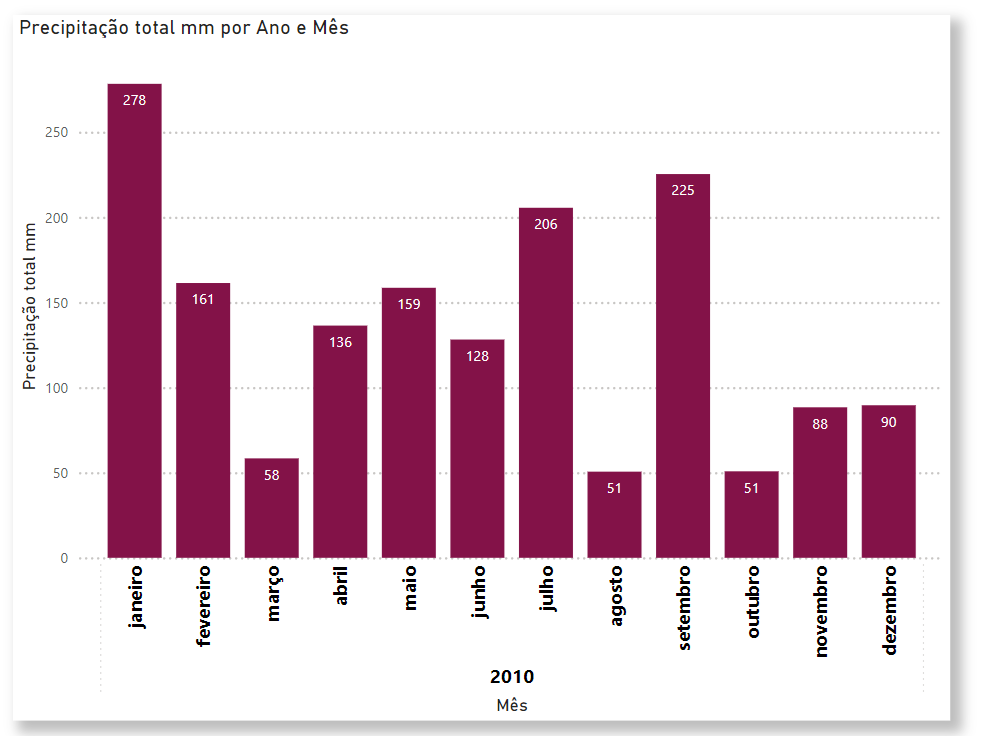 Precipitação total mm por Ano e Mês
Precipitação total mm
250
200
150
100
50
0
278
161
58
136
159
128
206
51
225
51
88
90
janeiro
fevereiro
março
abril
maio
junho
julho
agosto
setembro
outubro
novembro
dezembro
2010
Mês